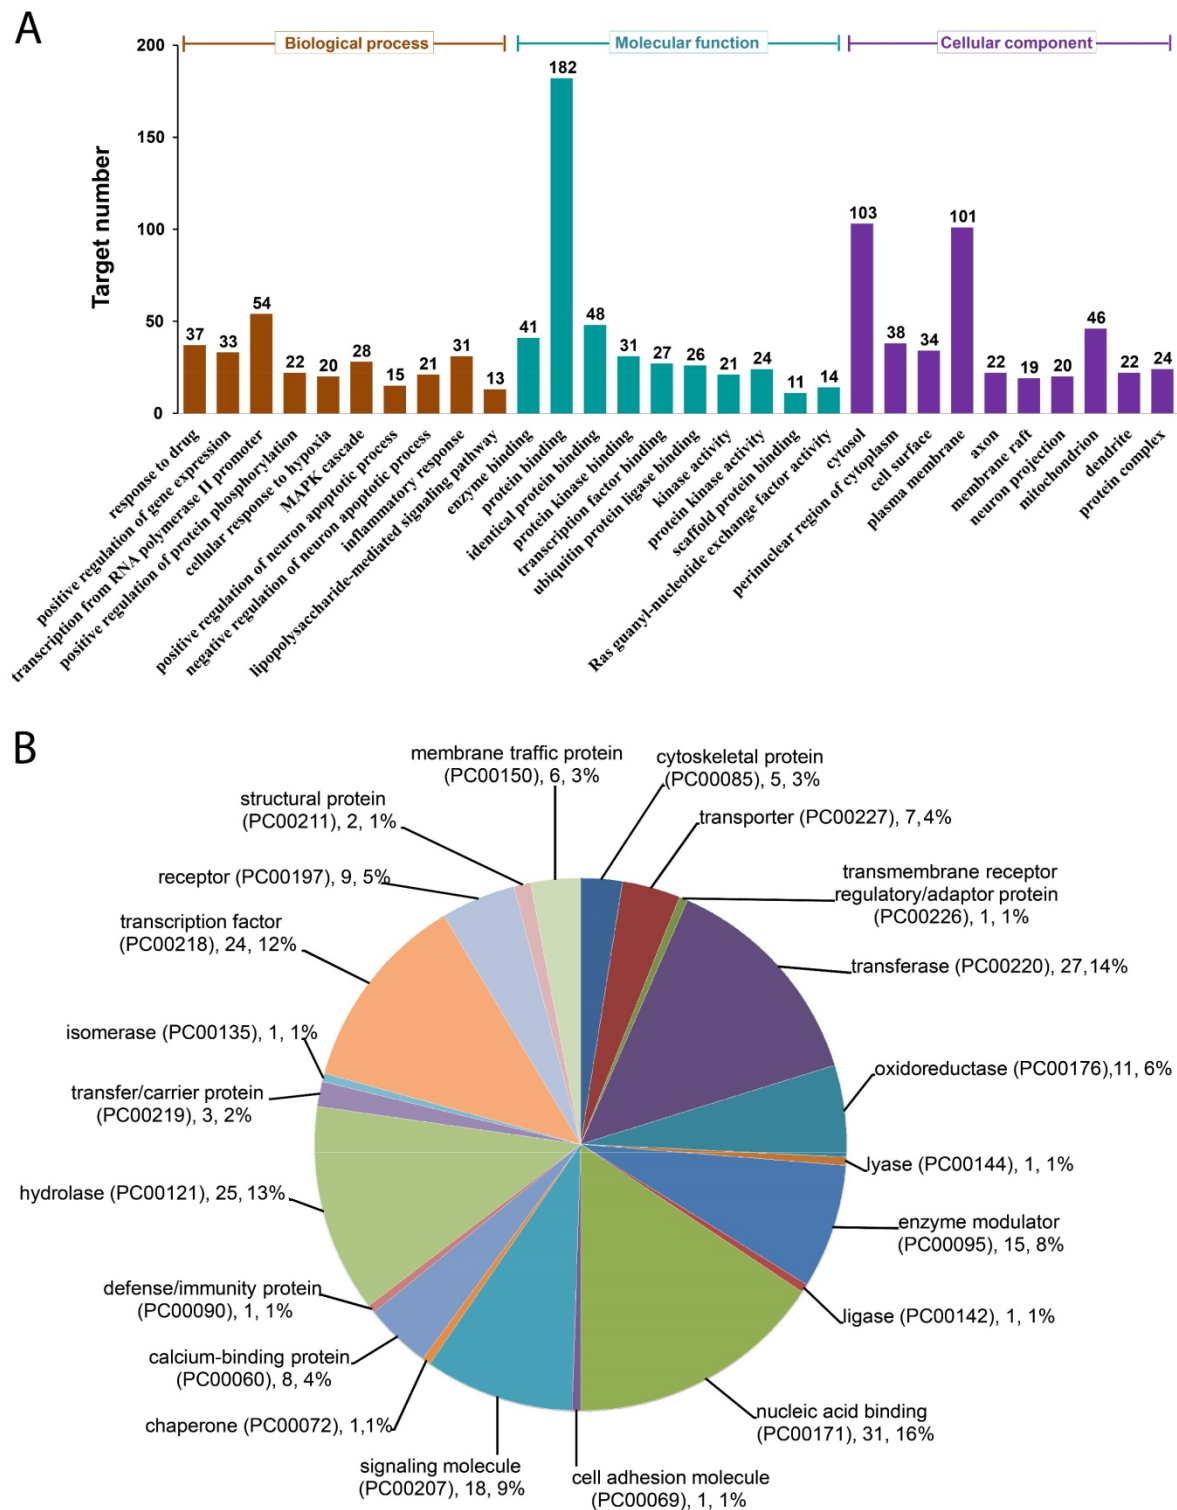 A
Biological process
Molecular function
Cellular component
Target number
200
150
100
50
0
37
33
54
22
20
28
15
21
31
13
41
182
48
31
27
26
21
24
11
14
103
38
34
101
22
19
20
46
22
24
response to drug
positive regulation of gene expression
transcription from RNA polymerase II promoter
positive regulation of protein phosphorylation
cellular response to hypoxia
MAPK cascade
positive regulation of neuron apoptotic process
negative regulation of neuron apoptotic process
inflammatory response
lipopolysaccharide-mediated signaling pathway
enzyme binding
protein binding
identical protein binding
protein kinase binding
transcription factor binding
ubiquitin protein ligase binding
kinase activity
protein kinase activity
scaffold protein binding
Ras guanyl-nucleotide exchange factor activity
cytosol
perinuclear region of cytoplasm
cell surface
plasma membrane
axon
membrane raft
neuron projection
mitochondrion
dendrite
protein complex
B
membrane traffic protein
(PC00150), 6, 3%
cytoskeletal protein
(PC00085), 5, 3%
transporter (PC00227), 7,4%
transmembrane receptor
regulatory/adaptor protein
(PC00226), 1, 1%
transferase (PC00220), 27,14%
oxidoreductase (PC00176),11, 6%
lyase (PC00144), 1, 1%
enzyme modulator
(PC00095), 15, 8%
ligase (PC00142), 1, 1%
nucleic acid binding
(PC00171), 31, 16%
cell adhesion molecule
(PC00069), 1, 1%
signaling molecule
(PC00207), 18, 9%
chaperone (PC00072), 1,1%
calcium-binding protein
(PC00060), 8, 4%
defense/immunity protein
(PC00090), 1, 1%
hydrolase (PC00121), 25, 13%
transfer/carrier protein
(PC00219), 3, 2%
isomerase (PC00135), 1, 1%
transcription factor
(PC00218), 24, 12%
receptor (PC00197), 9, 5%
structural protein
(PC00211), 2, 1%